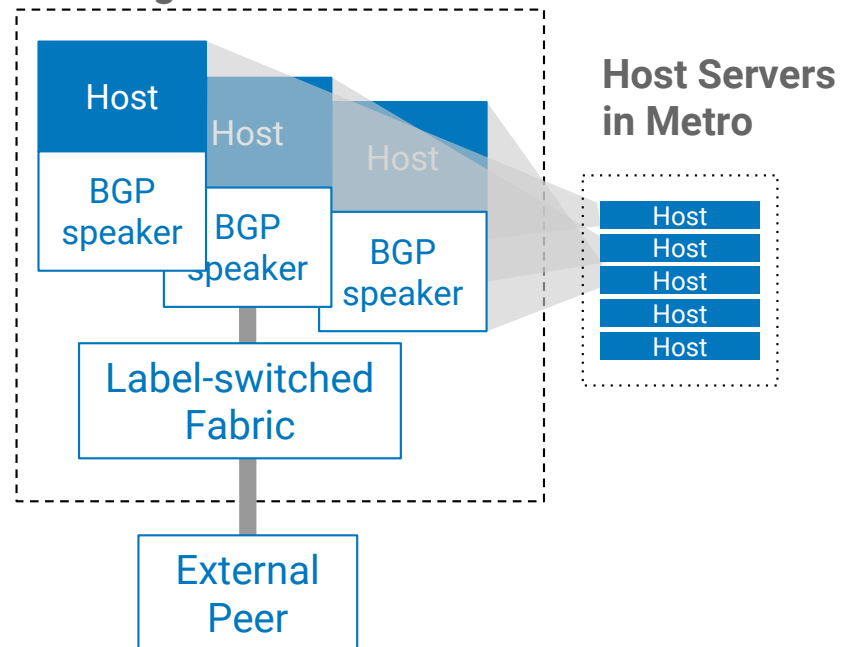 Host
BGP
speaker
Host
BGP
speaker
Host
BGP
speaker
Label-switched
Fabric
External
Peer
Host Servers
in Metro
Host
Host
Host
Host
Host